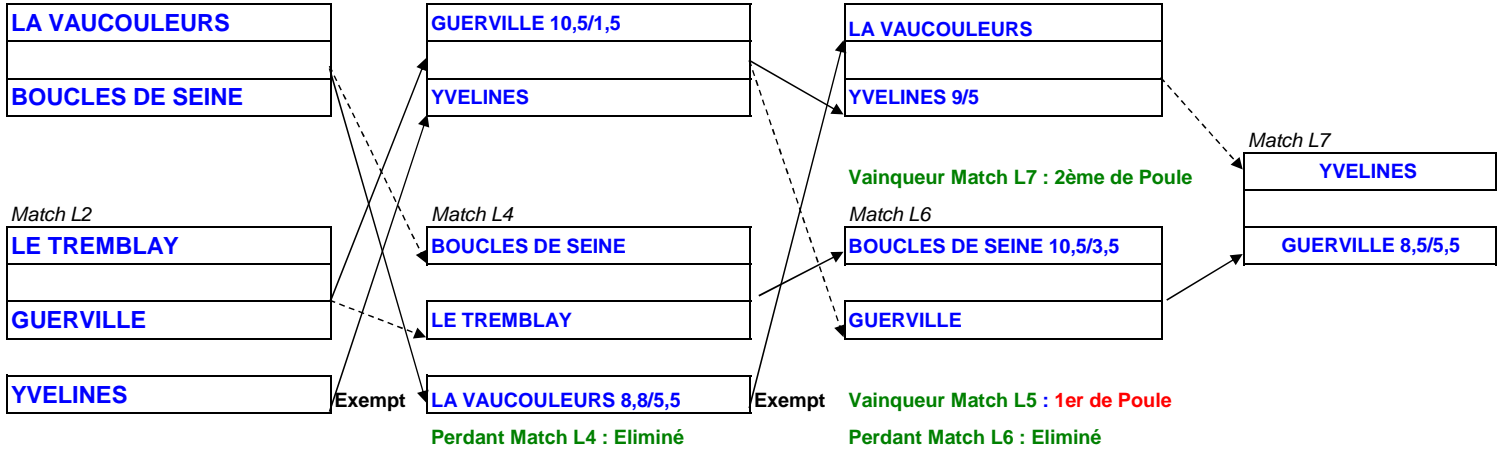 LA VAUCOULEURS
BOUCLES DE SEINE
Match L2
LE TREMBLAY
GUERVILLE
YVELINES
Exempt
GUERVILLE 10,5/1,5
YVELINES
Match L4
BOUCLES DE SEINE
LE TREMBLAY
LA VAUCOULEURS 8,8/5,5
Exempt
Perdant Match L4 : Eliminé
LA VAUCOULEURS
YVELINES 9/5
Vainqueur Match L7 : 2ème de Poule
Match L6
BOUCLES DE SEINE 10,5/3,5
GUERVILLE
Vainqueur Match L5 : 1er de Poule
Perdant Match L6 : Eliminé
Match L7
YVELINES
GUERVILLE 8,5/5,5